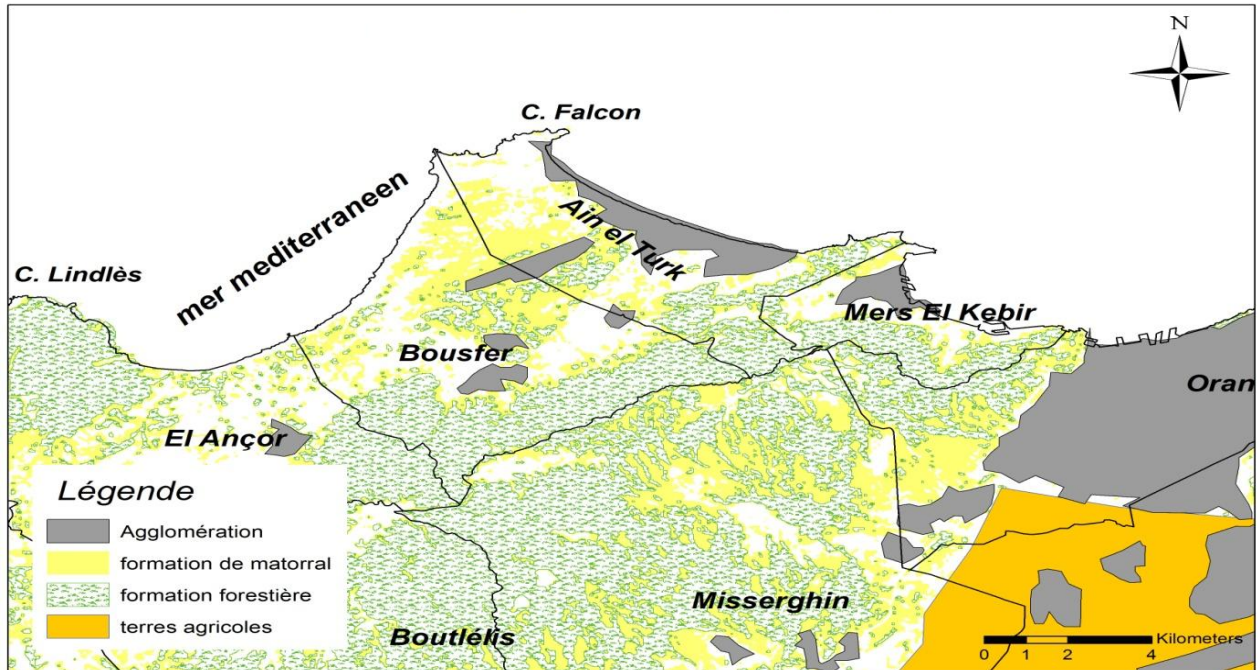 N
C. Falcon
mer mediterraneen
Ain el Turk
C. Lindlès
Mers El Kébir
Bousfer
Oran
El Ançor
Légende
Agglomération
formation de matorral
formation forestière
terres agricoles
Misserghin
Boutlélis
Kilometers
0 1 2 4